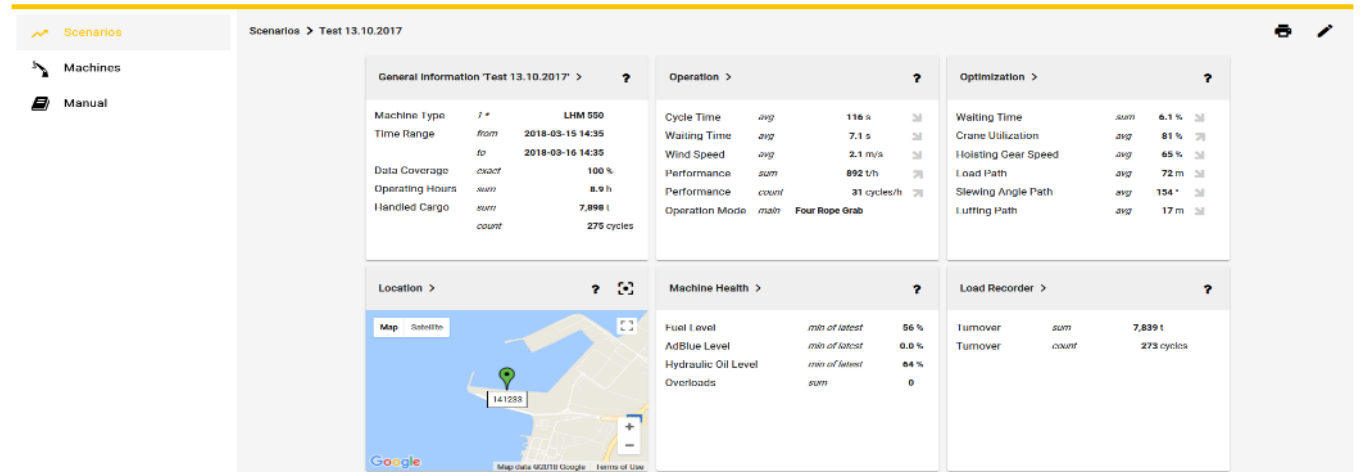 Scenarios
Machines
Manual
Scenarios > Test 13.10.2017
General Information 'Test 13.10.2017' > ?
Machine Type 1 * LHM 550
Time Range from 2018-03-15 14:35
to 2018-03-16 14:35
Data Coverage exact 100 %
Operating Hours sum 8.9 h
Handled Cargo sum 7,898 t
count 275 cycles
Operation > ?
Cycle Time avg 116 s
Waiting Time avg 7.1 s
Wind Speed avg 2.1 m/s
Performance sum 892 t/h
Performance count 31 cycles/h
Operation Mode main Four Rope Grab
Optimization > ?
Waiting Time sum 6.1 %
Crane Utilization avg 81 %
Hoisting Gear Speed avg 65 %
Load Path avg 72 m
Slewing Angle Path avg 154 °
Luffing Path avg 17 m
Location > ?
Map Satellite
141233
+
−
Google
Map data ©2018 Google Terms of Use
Machine Health > ?
Fuel Level min of latest 56 %
AdBlue Level min of latest 0.0 %
Hydraulic Oil Level min of latest 64 %
Overloads sum 0
Load Recorder > ?
Turnover sum 7,839 t
Turnover count 273 cycles